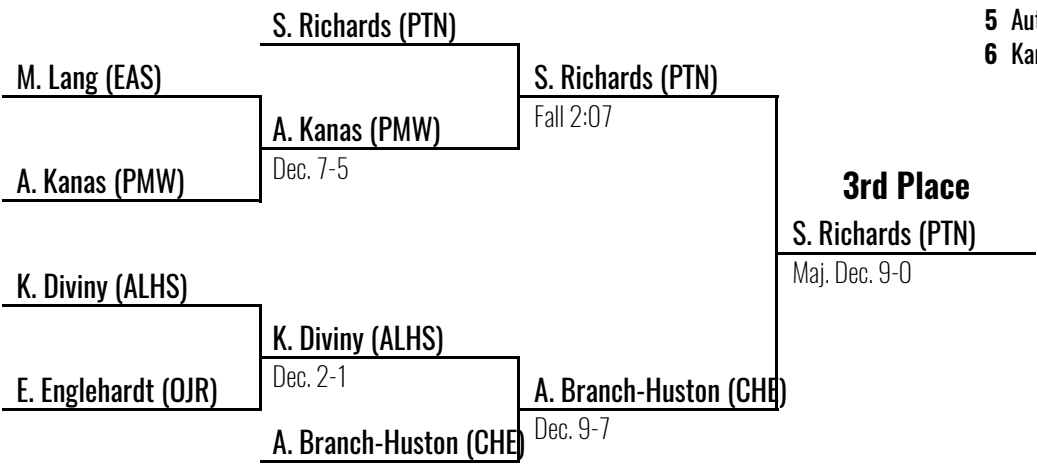 S. Richards (PTN)
5
6
M. Lang (EAS)
S. Richards (PTN)
Fall 2:07
A. Kanas (PMW)
Dec. 7-5
A. Kanas (PMW)
3rd Place
S. Richards (PTN)
Maj. Dec. 9-0
K. Diviny (ALHS)
K. Diviny (ALHS)
Dec. 2-1
E. Englehardt (OJR)
A. Branch-Huston (CHE)
Dec. 9-7
A. Branch-Huston (CHE)